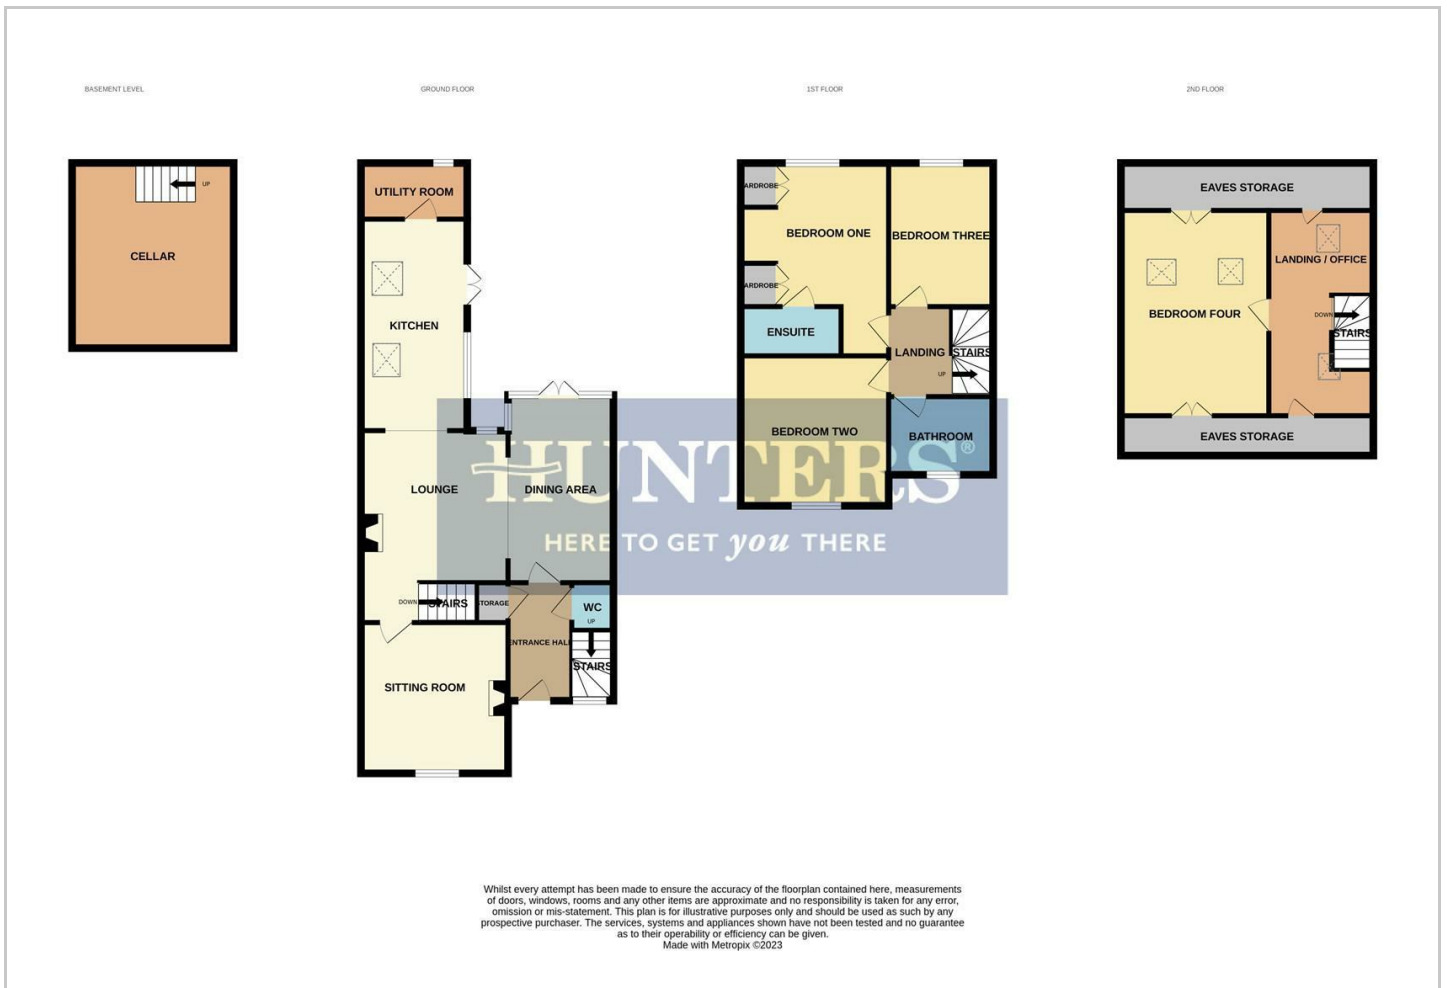 BASEMENT LEVEL
GROUND FLOOR
1ST FLOOR
2ND FLOOR
UP
CELLAR
UTILITY ROOM
KITCHEN
LOUNGE
DINING AREA
DOWN
STAIRS
STORAGE
WC
UP
ENTRANCE HALL
STAIRS
SITTING ROOM
ARDROBE
BEDROOM ONE
BEDROOM THREE
ARDROBE
ENSUITE
LANDING
STAIRS
UP
BEDROOM TWO
BATHROOM
EAVES STORAGE
LANDING / OFFICE
BEDROOM FOUR
DOWN
STAIRS
EAVES STORAGE
HUNTERS®
HERE TO GET you THERE
Whilst every attempt has been made to ensure the accuracy of the floorplan contained here, measurements
of doors, windows, rooms and any other items are approximate and no responsibility is taken for any error,
omission or mis-statement. This plan is for illustrative purposes only and should be used as such by any
prospective purchaser. The services, systems and appliances shown have not been tested and no guarantee
as to their operability or efficiency can be given.
Made with Metropix ©2023